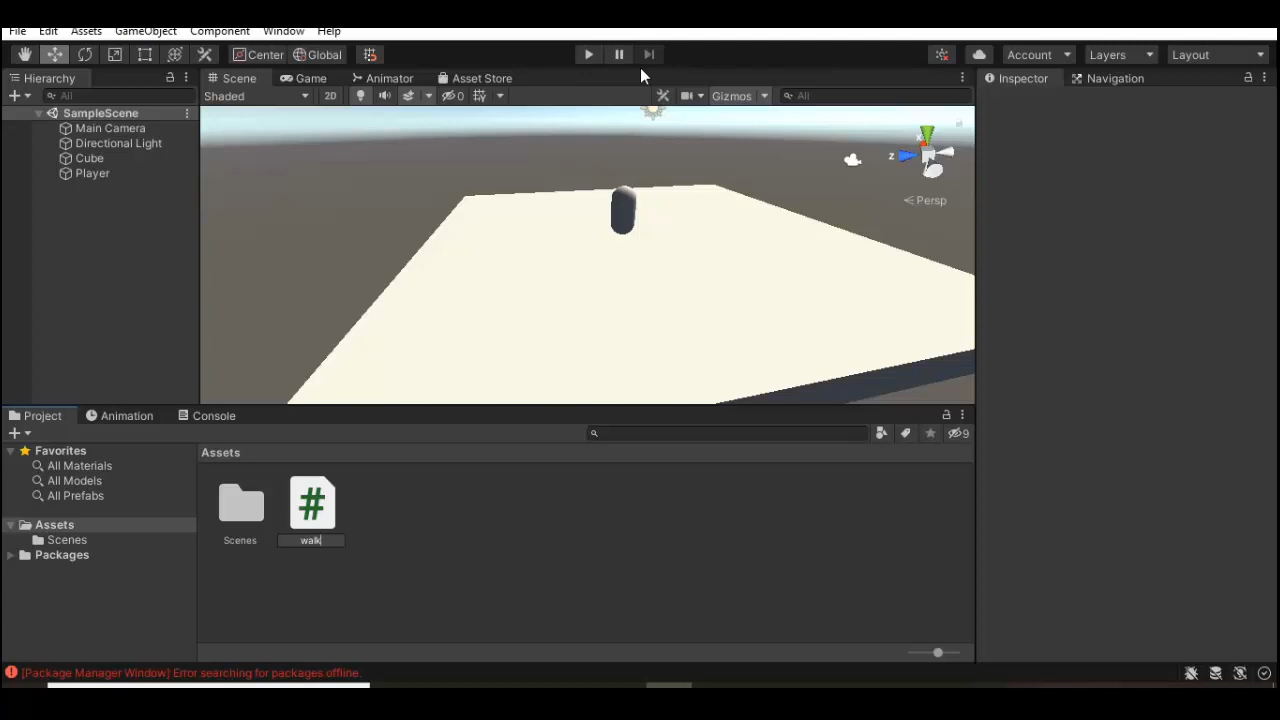 File Edit Assets GameObject Component Window Help
Center Global Account Layers Layout
Hierarchy Scene Game Animator Asset Store Inspector Navigation
All Shaded 2D 0 Gizmos All
SampleScene
Main Camera
Directional Light
Cube
Player
x
z
Persp
Project Animation Console
9
Favorites
All Materials
All Models
All Prefabs
Assets
Scenes
Packages
Assets
#
Scenes walk
[Package Manager Window] Error searching for packages offline.